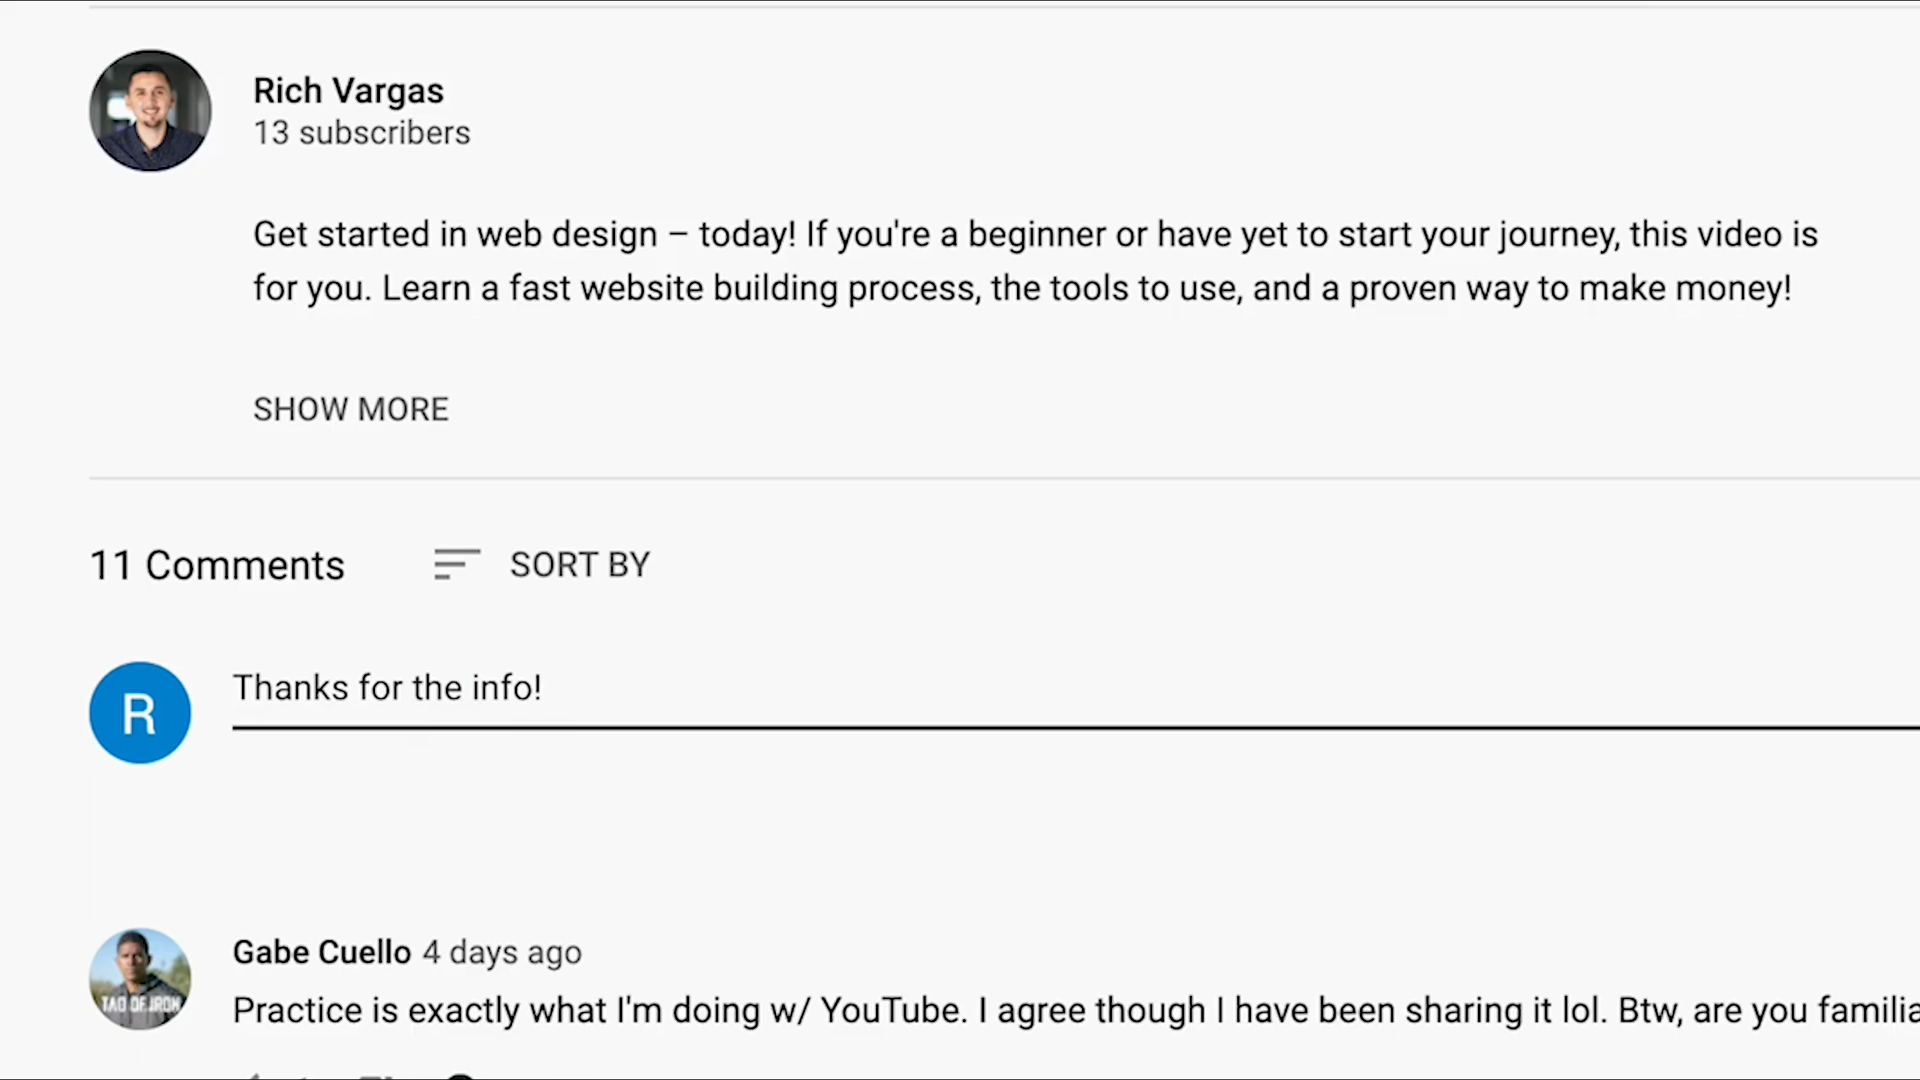 Rich Vargas
13 subscribers
Get started in web design – today! If you're a beginner or have yet to start your journey, this video is
for you. Learn a fast website building process, the tools to use, and a proven way to make money!
SHOW MORE
11 Comments
SORT BY
R
Thanks for the info!
Gabe Cuello 4 days ago
TAO OF IRON
Practice is exactly what I'm doing w/ YouTube. I agree though I have been sharing it lol. Btw, are you